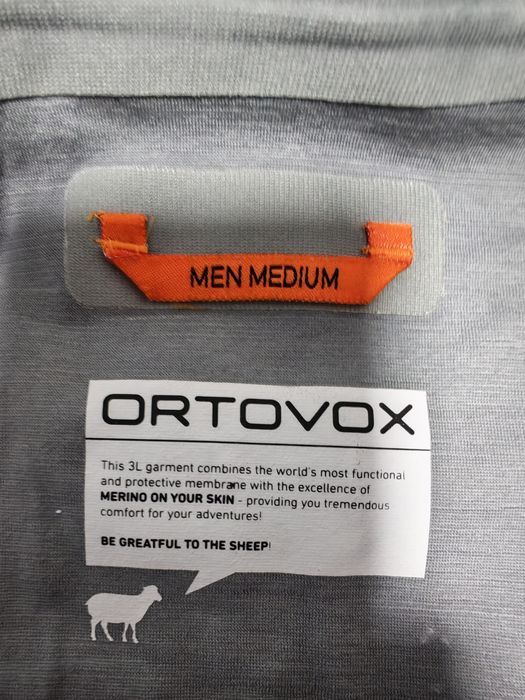 MEN MEDIUM
ORTOVOX
This 3L garment combines the world's most functional
and protective membrane with the excellence of
MERINO ON YOUR SKIN - providing you tremendous
comfort for your adventures!
BE GREATFUL TO THE SHEEP!